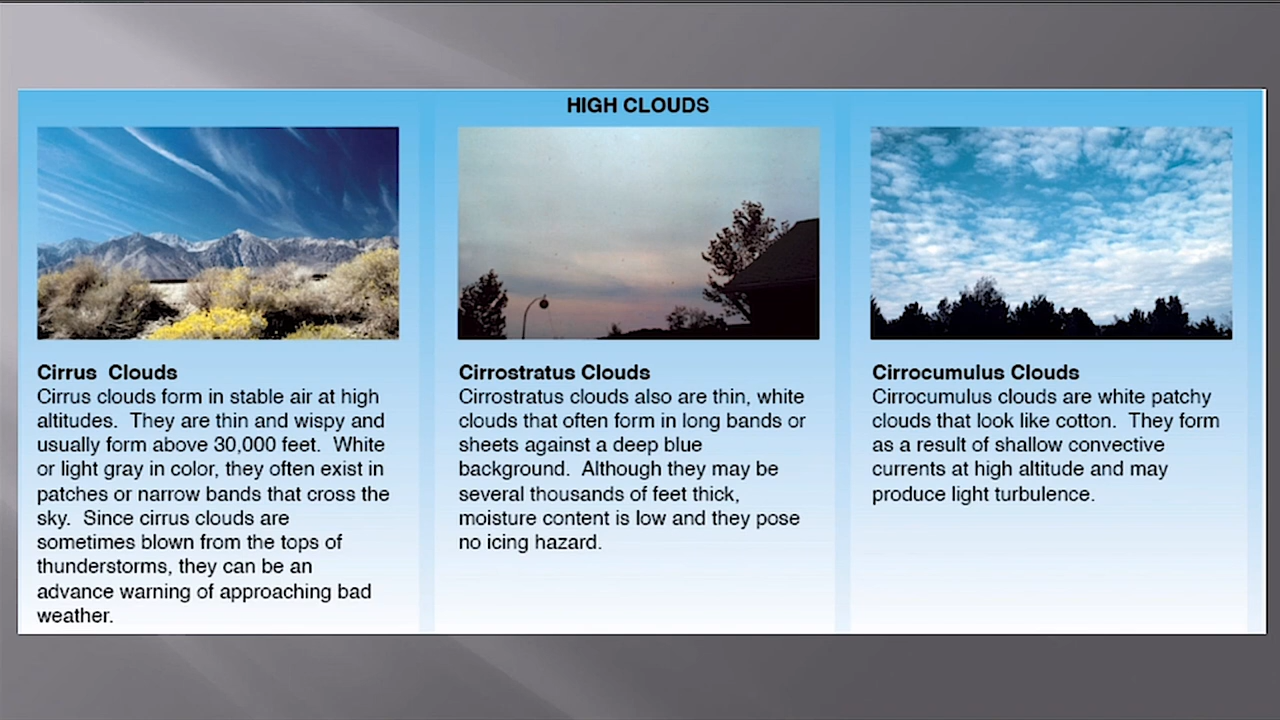 HIGH CLOUDS
Cirrus  Clouds
Cirrus clouds form in stable air at high
altitudes.  They are thin and wispy and
usually form above 30,000 feet.  White
or light gray in color, they often exist in
patches or narrow bands that cross the
sky.  Since cirrus clouds are
sometimes blown from the tops of
thunderstorms, they can be an
advance warning of approaching bad
weather.
Cirrostratus Clouds
Cirrostratus clouds also are thin, white
clouds that often form in long bands or
sheets against a deep blue
background.  Although they may be
several thousands of feet thick,
moisture content is low and they pose
no icing hazard.
Cirrocumulus Clouds
Cirrocumulus clouds are white patchy
clouds that look like cotton.  They form
as a result of shallow convective
currents at high altitude and may
produce light turbulence.